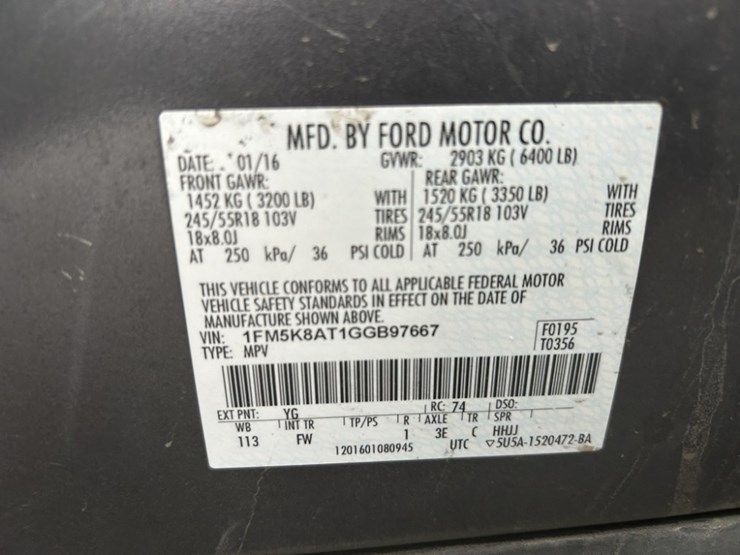 MFD. BY FORD MOTOR CO.
DATE: 01/16 GVWR: 2903 KG ( 6400 LB)
FRONT GAWR: REAR GAWR:
1452 KG ( 3200 LB) WITH 1520 KG ( 3350 LB) WITH
245/55R18 103V TIRES 245/55R18 103V TIRES
18x8.0J RIMS 18x8.0J RIMS
AT 250 kPa/ 36 PSI COLD AT 250 kPa/ 36 PSI COLD
THIS VEHICLE CONFORMS TO ALL APPLICABLE FEDERAL MOTOR
VEHICLE SAFETY STANDARDS IN EFFECT ON THE DATE OF
MANUFACTURE SHOWN ABOVE.
VIN: 1FM5K8AT1GGB97667 F0195
TYPE: MPV T0356
EXT PNT: YG RC: 74 DSO:
WB INT TR TP/PS R AXLE TR SPR
113 FW 1 3E C HHJJ
1201601080945 UTC ▽5U5A-1520472-BA